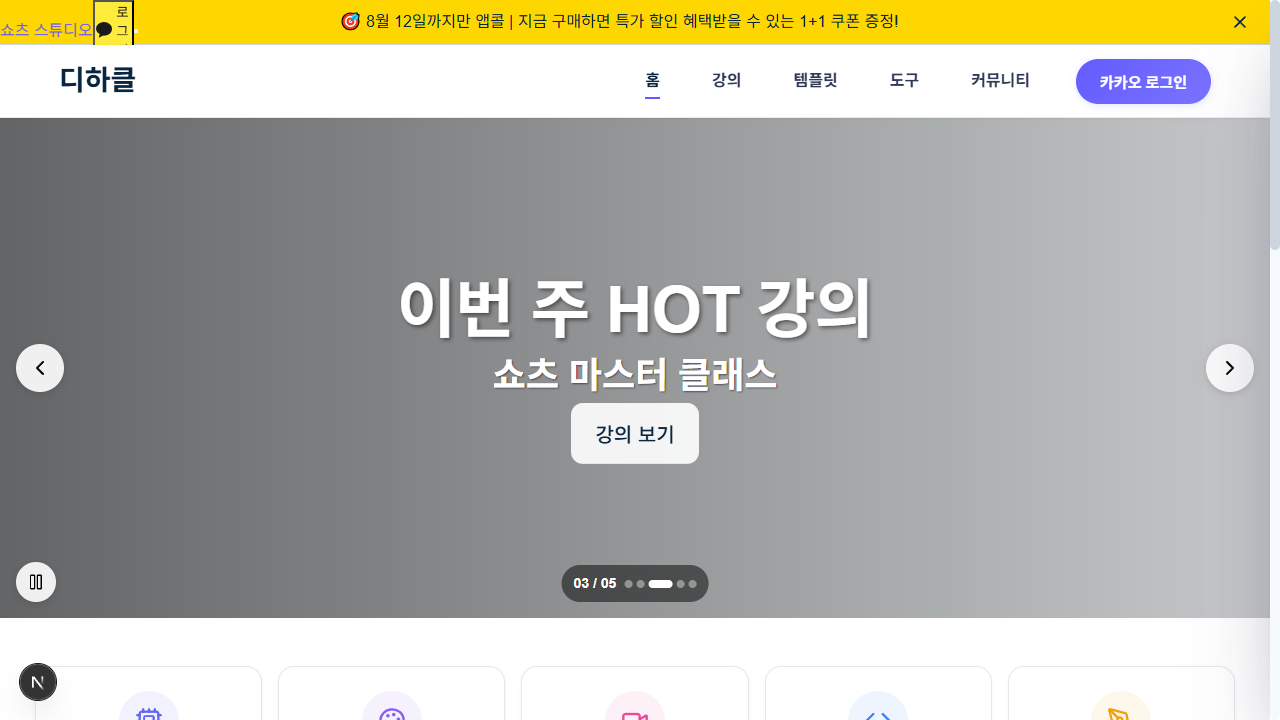 🎯 8월 12일까지만 앱콜 | 지금 구매하면 특가 할인 혜택받을 수 있는 1+1 쿠폰 증정!
쇼츠 스튜디오
로
그
디하클
홈 강의 템플릿 도구 커뮤니티 카카오 로그인
이번 주 HOT 강의
쇼츠 마스터 클래스
강의 보기
03 / 05
N